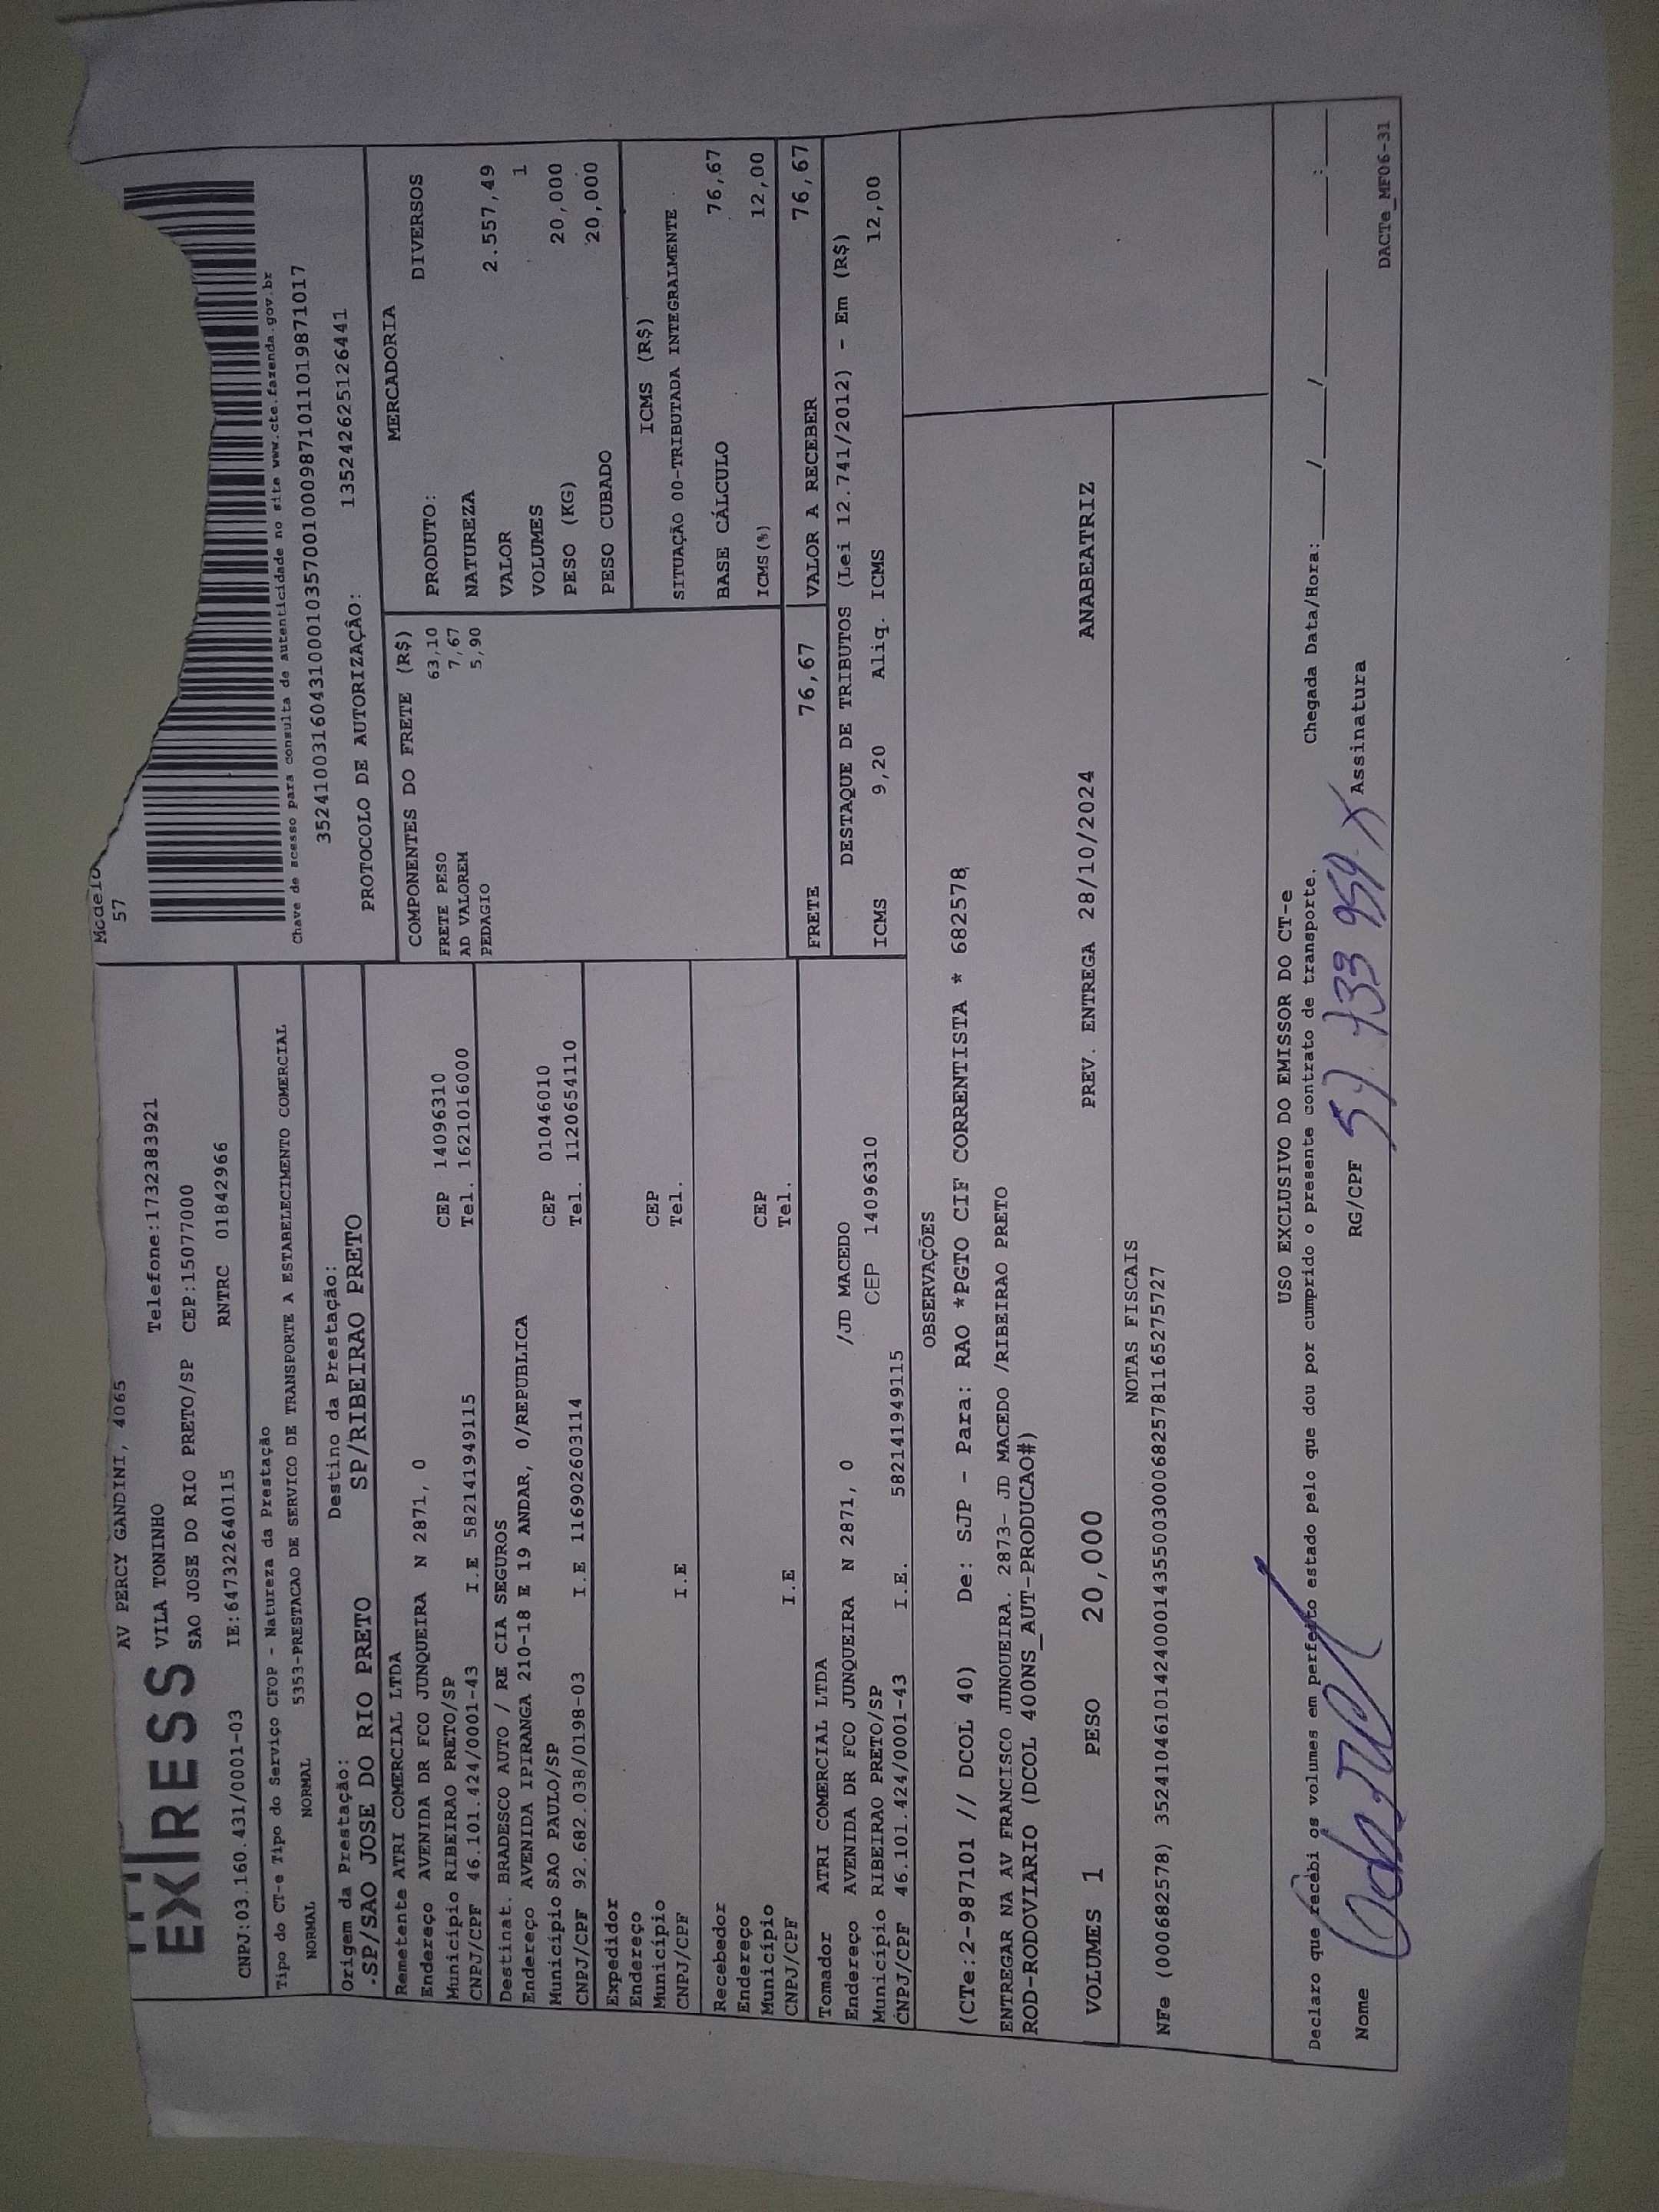 EXPRESS
AV PERCY GANDINI, 4065
VILA TONINHO Telefone:1732383921
SAO JOSE DO RIO PRETO/SP CEP:15077000
CNPJ:03.160.431/0001-03 IE:647322640115 RNTRC 01842966
Tipo do CT-e Tipo do Serviço CFOP - Natureza da Prestação
NORMAL NORMAL 5353-PRESTACAO DE SERVICO DE TRANSPORTE A ESTABELECIMENTO COMERCIAL
Origem da Prestação: Destino da Prestação:
-SP/SAO JOSE DO RIO PRETO SP/RIBEIRAO PRETO
Modelo
57
Chave de acesso para consulta de autenticidade no site www.cte.fazenda.gov.br
35241003160431000103570010009871011019871017
PROTOCOLO DE AUTORIZAÇÃO: 135242625126441
Remetente ATRI COMERCIAL LTDA
Endereço AVENIDA DR FCO JUNQUEIRA N 2871, 0
Município RIBEIRAO PRETO/SP CEP 14096310
CNPJ/CPF 46.101.424/0001-43 I.E 582141949115 Tel. 1621016000
Destinat. BRADESCO AUTO / RE CIA SEGUROS
Endereço AVENIDA IPIRANGA 210-18 E 19 ANDAR, 0/REPUBLICA
Município SAO PAULO/SP CEP 01046010
CNPJ/CPF 92.682.038/0198-03 I.E 116902603114 Tel. 1120654110
Expedidor
Endereço
Município CEP
CNPJ/CPF I.E Tel.
Recebedor
Endereço
Município CEP
CNPJ/CPF I.E Tel.
Tomador ATRI COMERCIAL LTDA
Endereço AVENIDA DR FCO JUNQUEIRA N 2871, 0 /JD MACEDO
Município RIBEIRAO PRETO/SP CEP 14096310
CNPJ/CPF 46.101.424/0001-43 I.E. 582141949115
COMPONENTES DO FRETE (R$)
FRETE PESO 63,10
AD VALOREM 7,67
PEDAGIO 5,90
MERCADORIA
PRODUTO: DIVERSOS
NATUREZA
VALOR 2.557,49
VOLUMES 1
PESO (KG) 20,000
PESO CUBADO 20,000
ICMS (R$)
SITUAÇÃO 00-TRIBUTADA INTEGRALMENTE
BASE CÁLCULO 76,67
ICMS(%) 12,00
FRETE 76,67 VALOR A RECEBER 76,67
DESTAQUE DE TRIBUTOS (Lei 12.741/2012) - Em (R$)
ICMS 9,20 Aliq. ICMS 12,00
OBSERVAÇÕES
(CTe:2-987101 // DCOL 40) De: SJP - Para: RAO *PGTO CIF CORRENTISTA * 682578
ENTREGAR NA AV FRANCISCO JUNQUEIRA. 2873- JD MACEDO /RIBEIRAO PRETO
ROD-RODOVIARIO (DCOL 400NS_AUT-PRODUCAO#)
VOLUMES 1 PESO 20,000 PREV. ENTREGA 28/10/2024 ANABEATRIZ
NOTAS FISCAIS
NFe (000682578) 35241046101424000143550030006825781165275727
USO EXCLUSIVO DO EMISSOR DO CT-e
Declaro que recebi os volumes em perfeito estado pelo que dou por cumprido o presente contrato de transporte. Chegada Data/Hora:____/____/____ ____:____
Nome RG/CPF 57 733 959 X Assinatura
DACTe_MF06-31